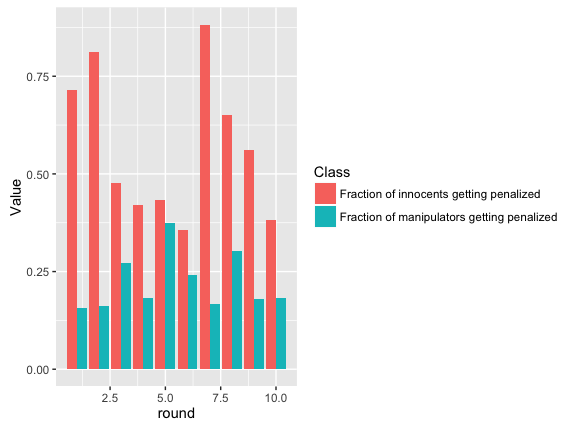 Value
0.75
0.50
0.25
0.00
2.5 5.0 7.5 10.0
round
Class
Fraction of innocents getting penalized
Fraction of manipulators getting penalized